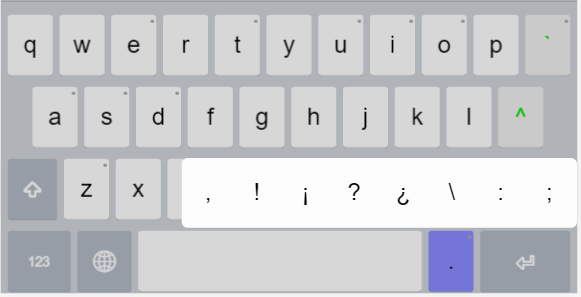 q w e r t y u i o p `
a s d f g h j k l ^
z x , ! ¡ ? ¿ \ : ;
123 .